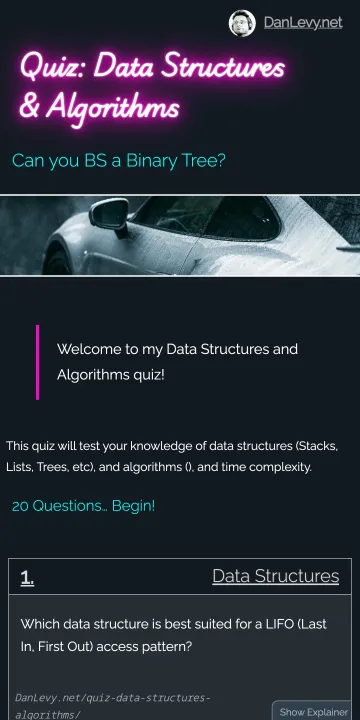 DanLevy.net
Quiz: Data Structures
& Algorithms
Can you BS a Binary Tree?
Welcome to my Data Structures and
Algorithms quiz!
This quiz will test your knowledge of data structures (Stacks,
Lists, Trees, etc), and algorithms (), and time complexity.
20 Questions… Begin!
1.
Data Structures
Which data structure is best suited for a LIFO (Last
In, First Out) access pattern?
DanLevy.net/quiz-data-structures-
algorithms/
Show Explainer